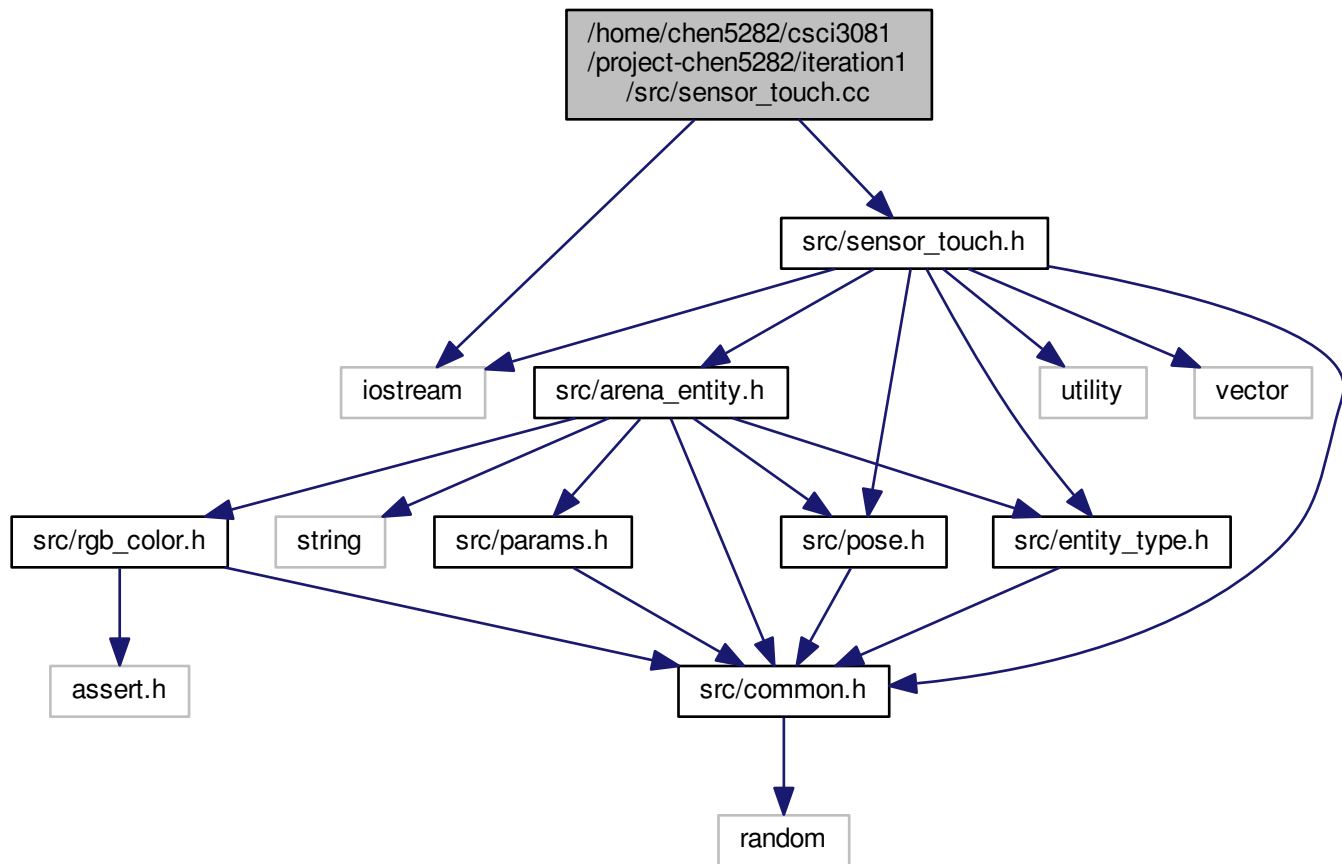 /home/chen5282/csci3081
/project-chen5282/iteration1
/src/sensor_touch.cc
src/sensor_touch.h
iostream
src/arena_entity.h
utility
vector
src/rgb_color.h
string
src/params.h
src/pose.h
src/entity_type.h
assert.h
src/common.h
random